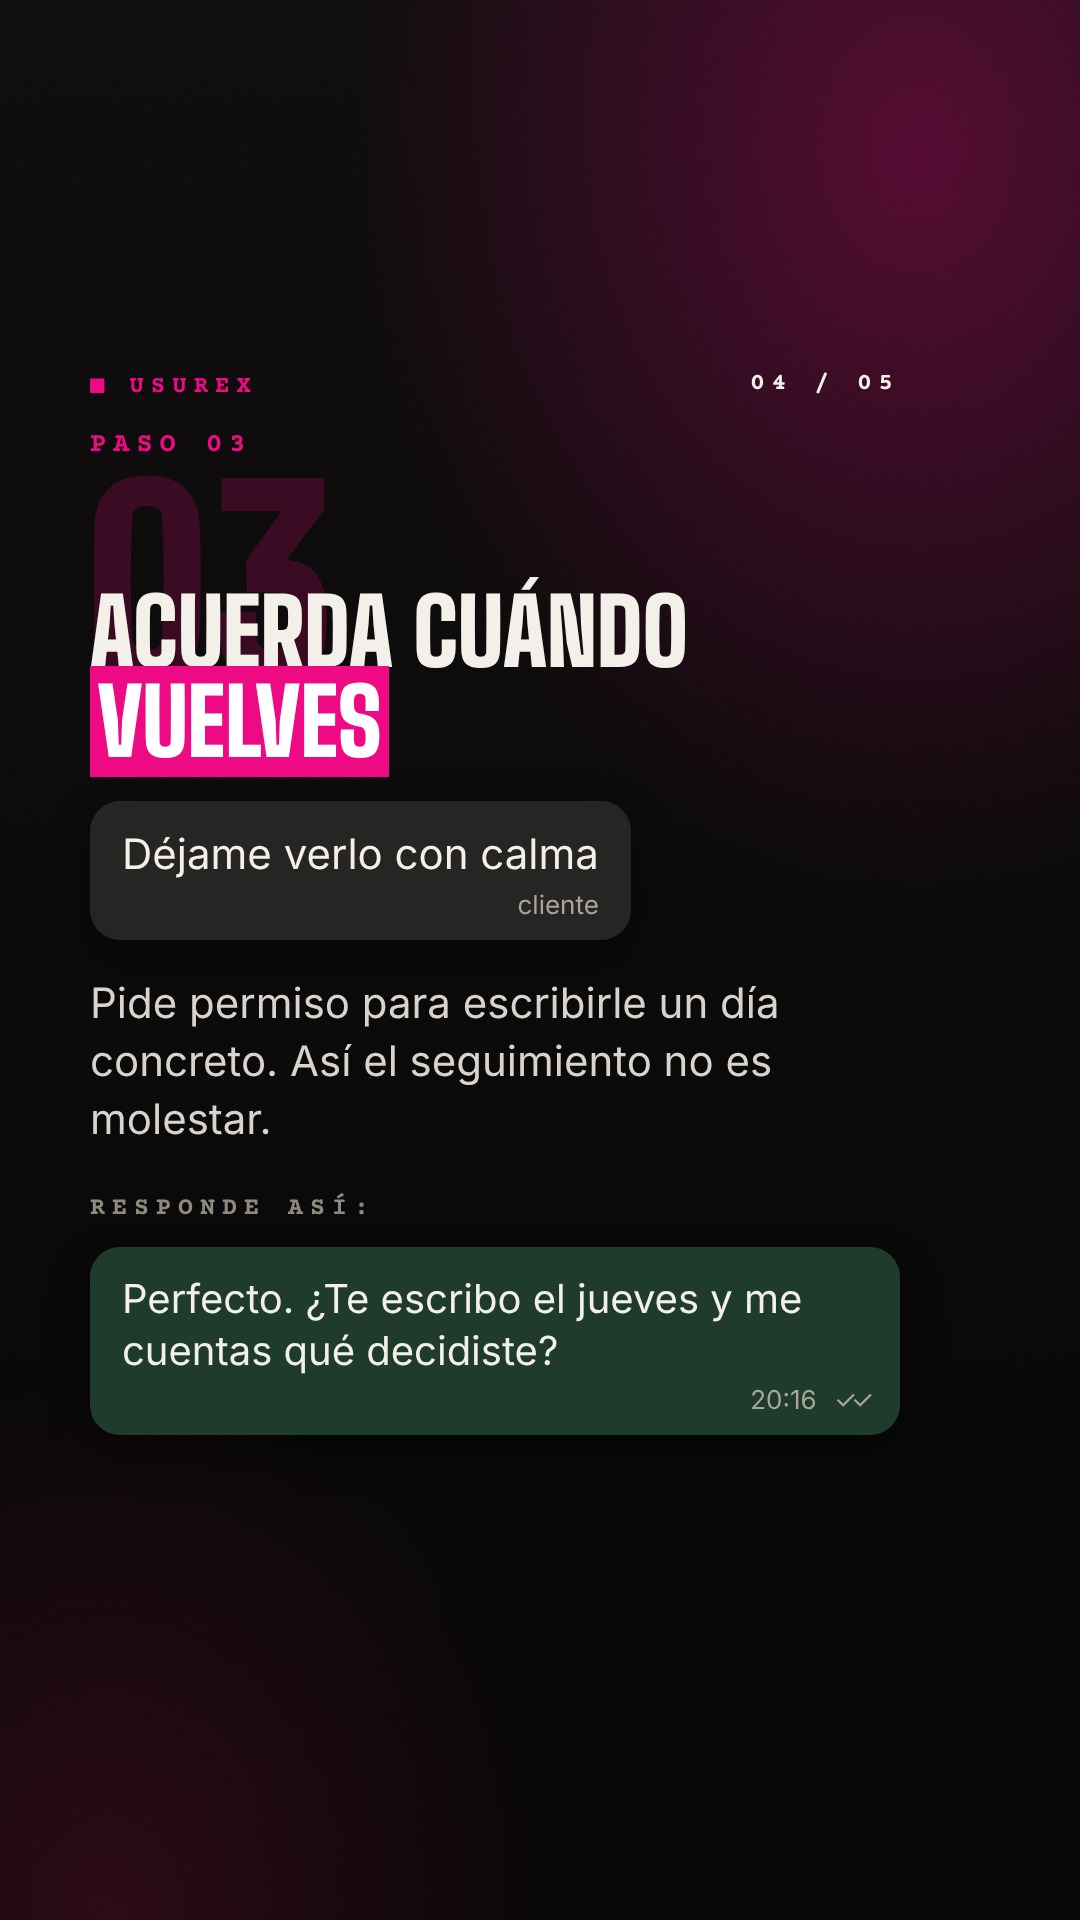 USUREX
04 / 05
PASO 03
03
ACUERDA CUÁNDO
VUELVES
Déjame verlo con calma
cliente
Pide permiso para escribirle un día
concreto. Así el seguimiento no es
molestar.
RESPONDE ASÍ:
Perfecto. ¿Te escribo el jueves y me
cuentas qué decidiste?
20:16